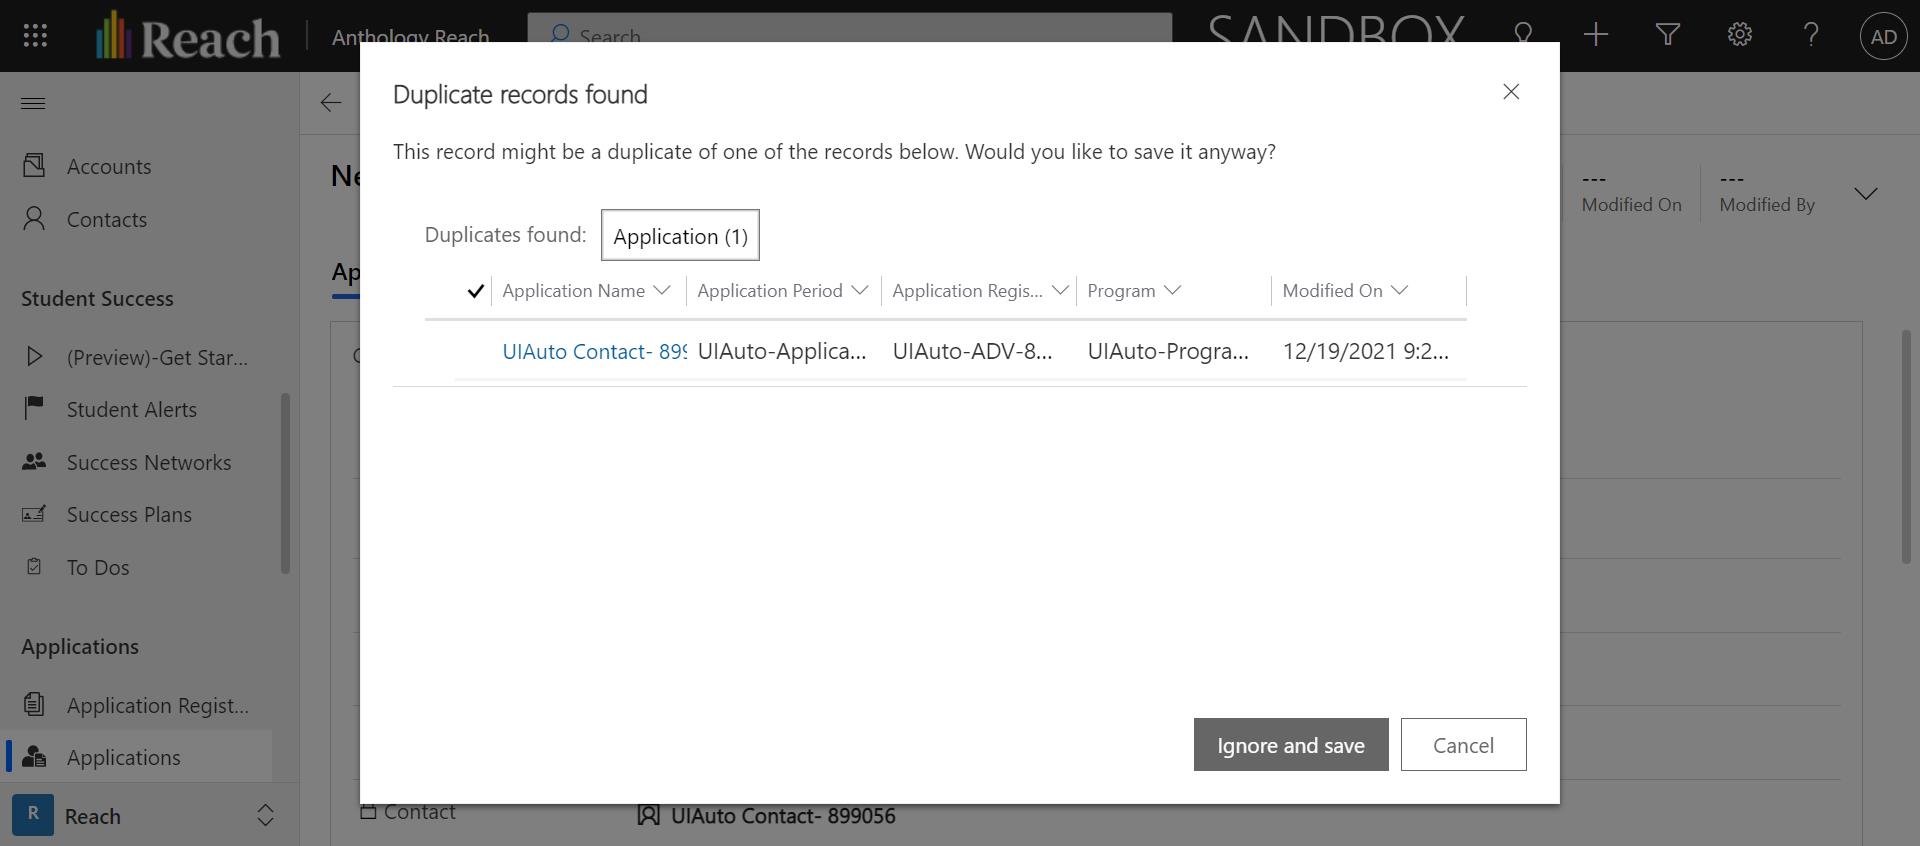 Reach
Anthology Reach
Search
SANDBOX
AD
Accounts
Contacts
Student Success
(Preview)-Get Star...
Student Alerts
Success Networks
Success Plans
To Dos
Applications
Application Regist...
Applications
R Reach
Duplicate records found
This record might be a duplicate of one of the records below. Would you like to save it anyway?
Duplicates found: Application (1)
Application Name Application Period Application Regis... Program Modified On
UIAuto Contact- 899 UIAuto-Applica... UIAuto-ADV-8... UIAuto-Progra... 12/19/2021 9:2...
Ignore and save Cancel
--- ---
Modified On Modified By
Contact UIAuto Contact- 899056